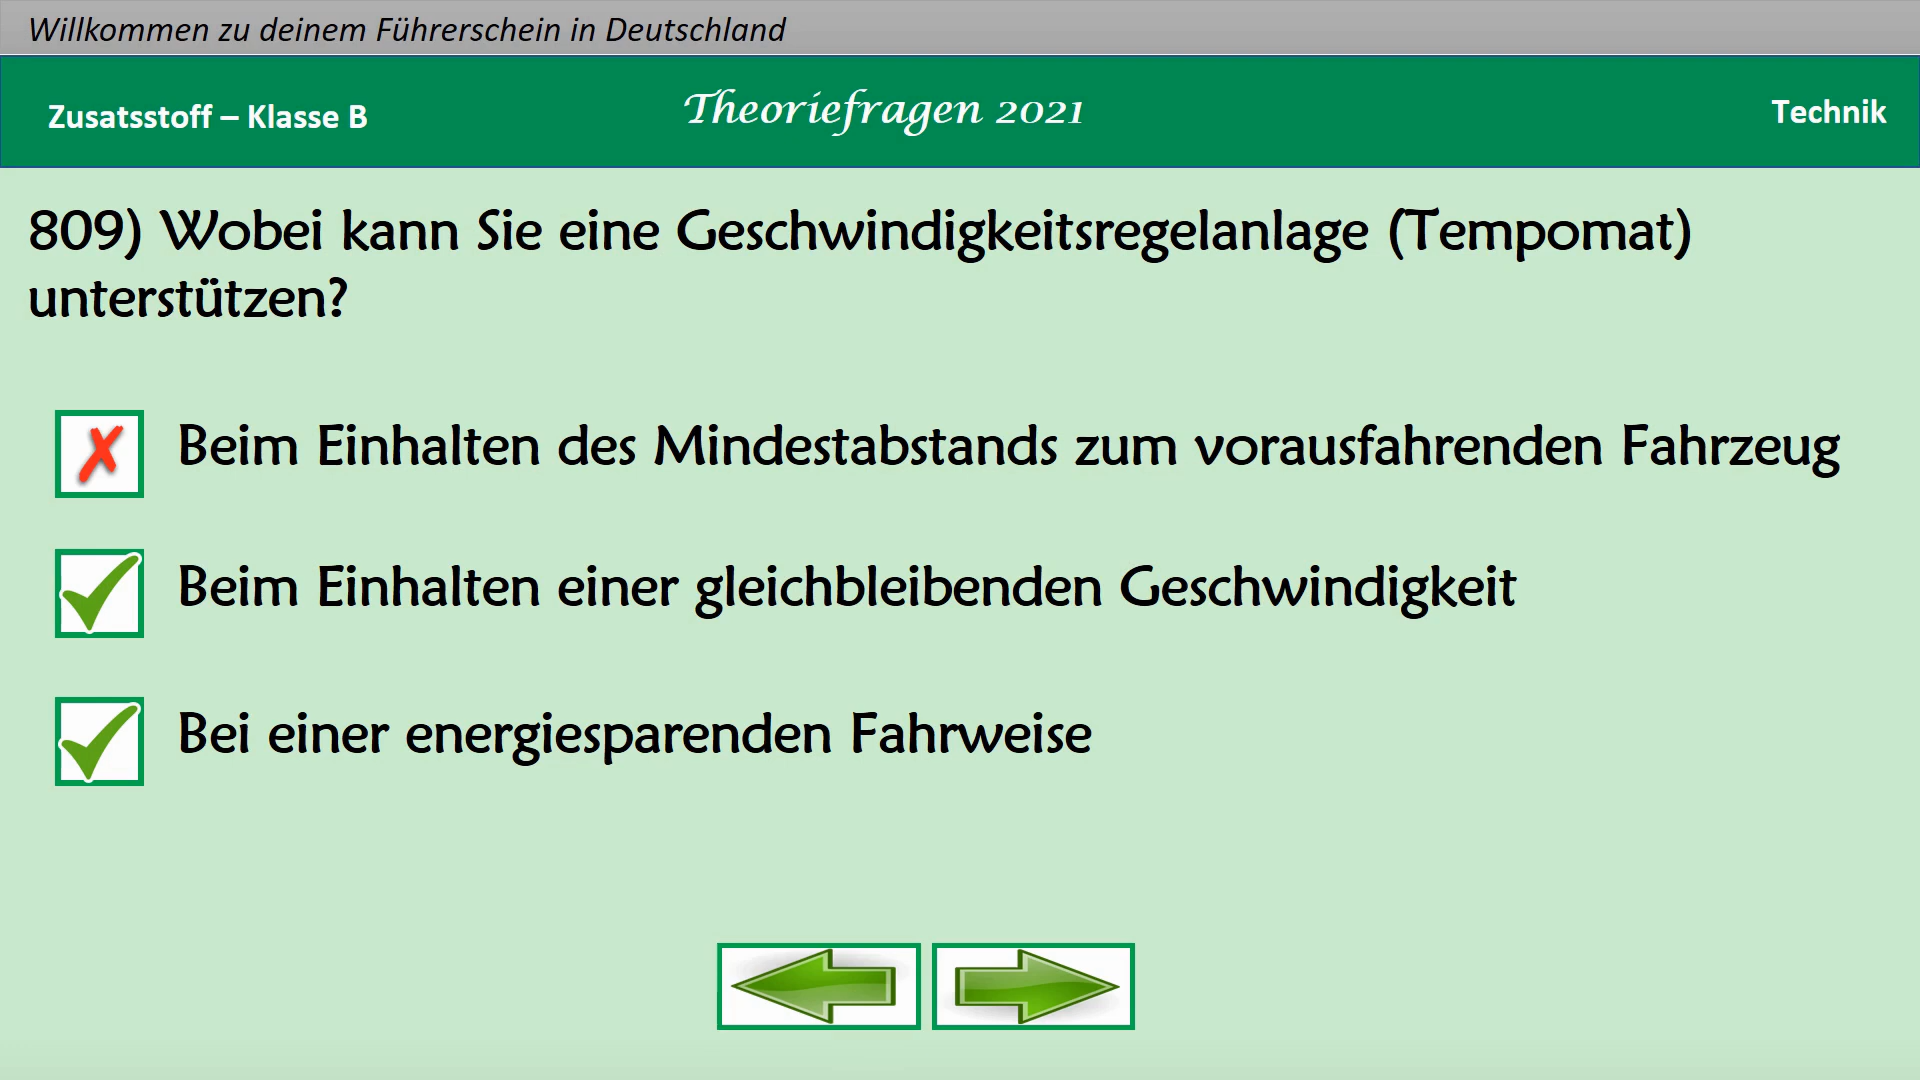 Willkommen zu deinem Führerschein in Deutschland
Zusatsstoff – Klasse B
Theoriefragen 2021
Technik
809) Wobei kann Sie eine Geschwindigkeitsregelanlage (Tempomat)
unterstützen?
Beim Einhalten des Mindestabstands zum vorausfahrenden Fahrzeug
Beim Einhalten einer gleichbleibenden Geschwindigkeit
Bei einer energiesparenden Fahrweise